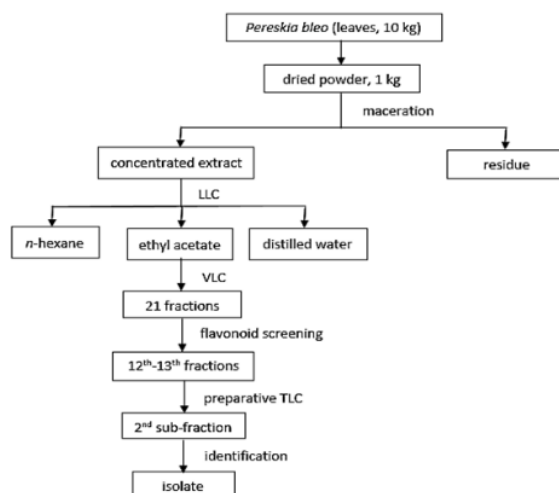 Pereskia bleo (leaves, 10 kg)
dried powder, 1 kg
maceration
concentrated extract
residue
LLC
n-hexane
ethyl acetate
distilled water
VLC
21 fractions
flavonoid screening
12th-13th fractions
preparative TLC
2nd sub-fraction
identification
isolate